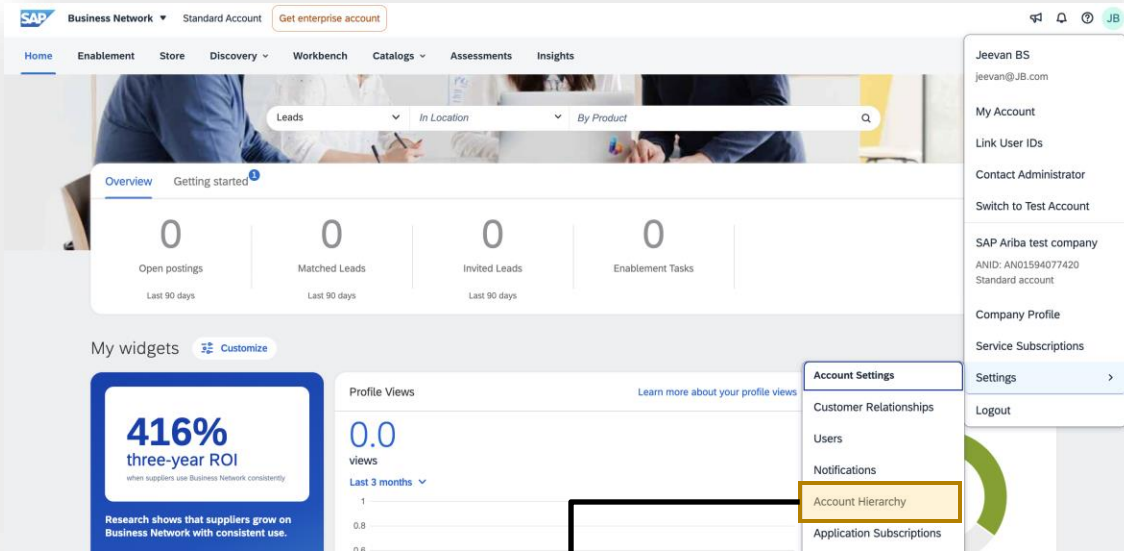 SAP Business Network Standard Account Get enterprise account JB
Home Enablement Store Discovery Workbench Catalogs Assessments Insights
Leads In Location By Product
Overview Getting started 1
0 0 0 0
Open postings Matched Leads Invited Leads Enablement Tasks
Last 90 days Last 90 days Last 90 days
My widgets Customize
416%
three-year ROI
when suppliers use Business Network consistently
Research shows that suppliers grow on
Business Network with consistent use.
Profile Views Learn more about your profile views
0.0
views
Last 3 months
1
0.8
0.6
Jeevan BS
jeevan@JB.com
My Account
Link User IDs
Contact Administrator
Switch to Test Account
SAP Ariba test company
ANID: AN01594077420
Standard account
Company Profile
Service Subscriptions
Settings
Logout
Account Settings
Customer Relationships
Users
Notifications
Account Hierarchy
Application Subscriptions